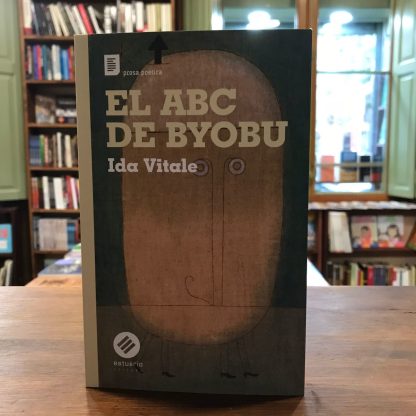 prosa poética
EL ABC
DE BYOBU
Ida Vitale
estuario